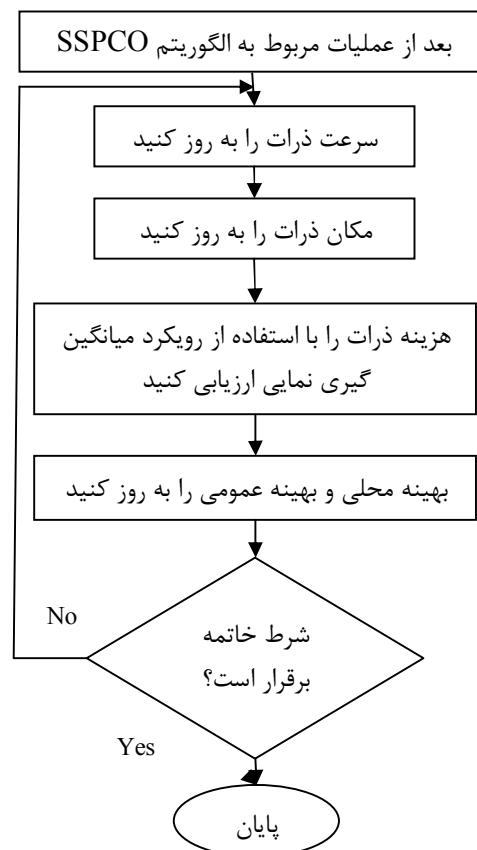 بعد از عملیات مربوط به الگوریتم SSPCO
سرعت ذرات را به روز کنید
مکان ذرات را به روز کنید
هزینه ذرات را با استفاده از رویکرد میانگین
گیری نمایی ارزیابی کنید
بهینه محلی و بهینه عمومی را به روز کنید
No
شرط خاتمه
برقرار است؟
Yes
پایان